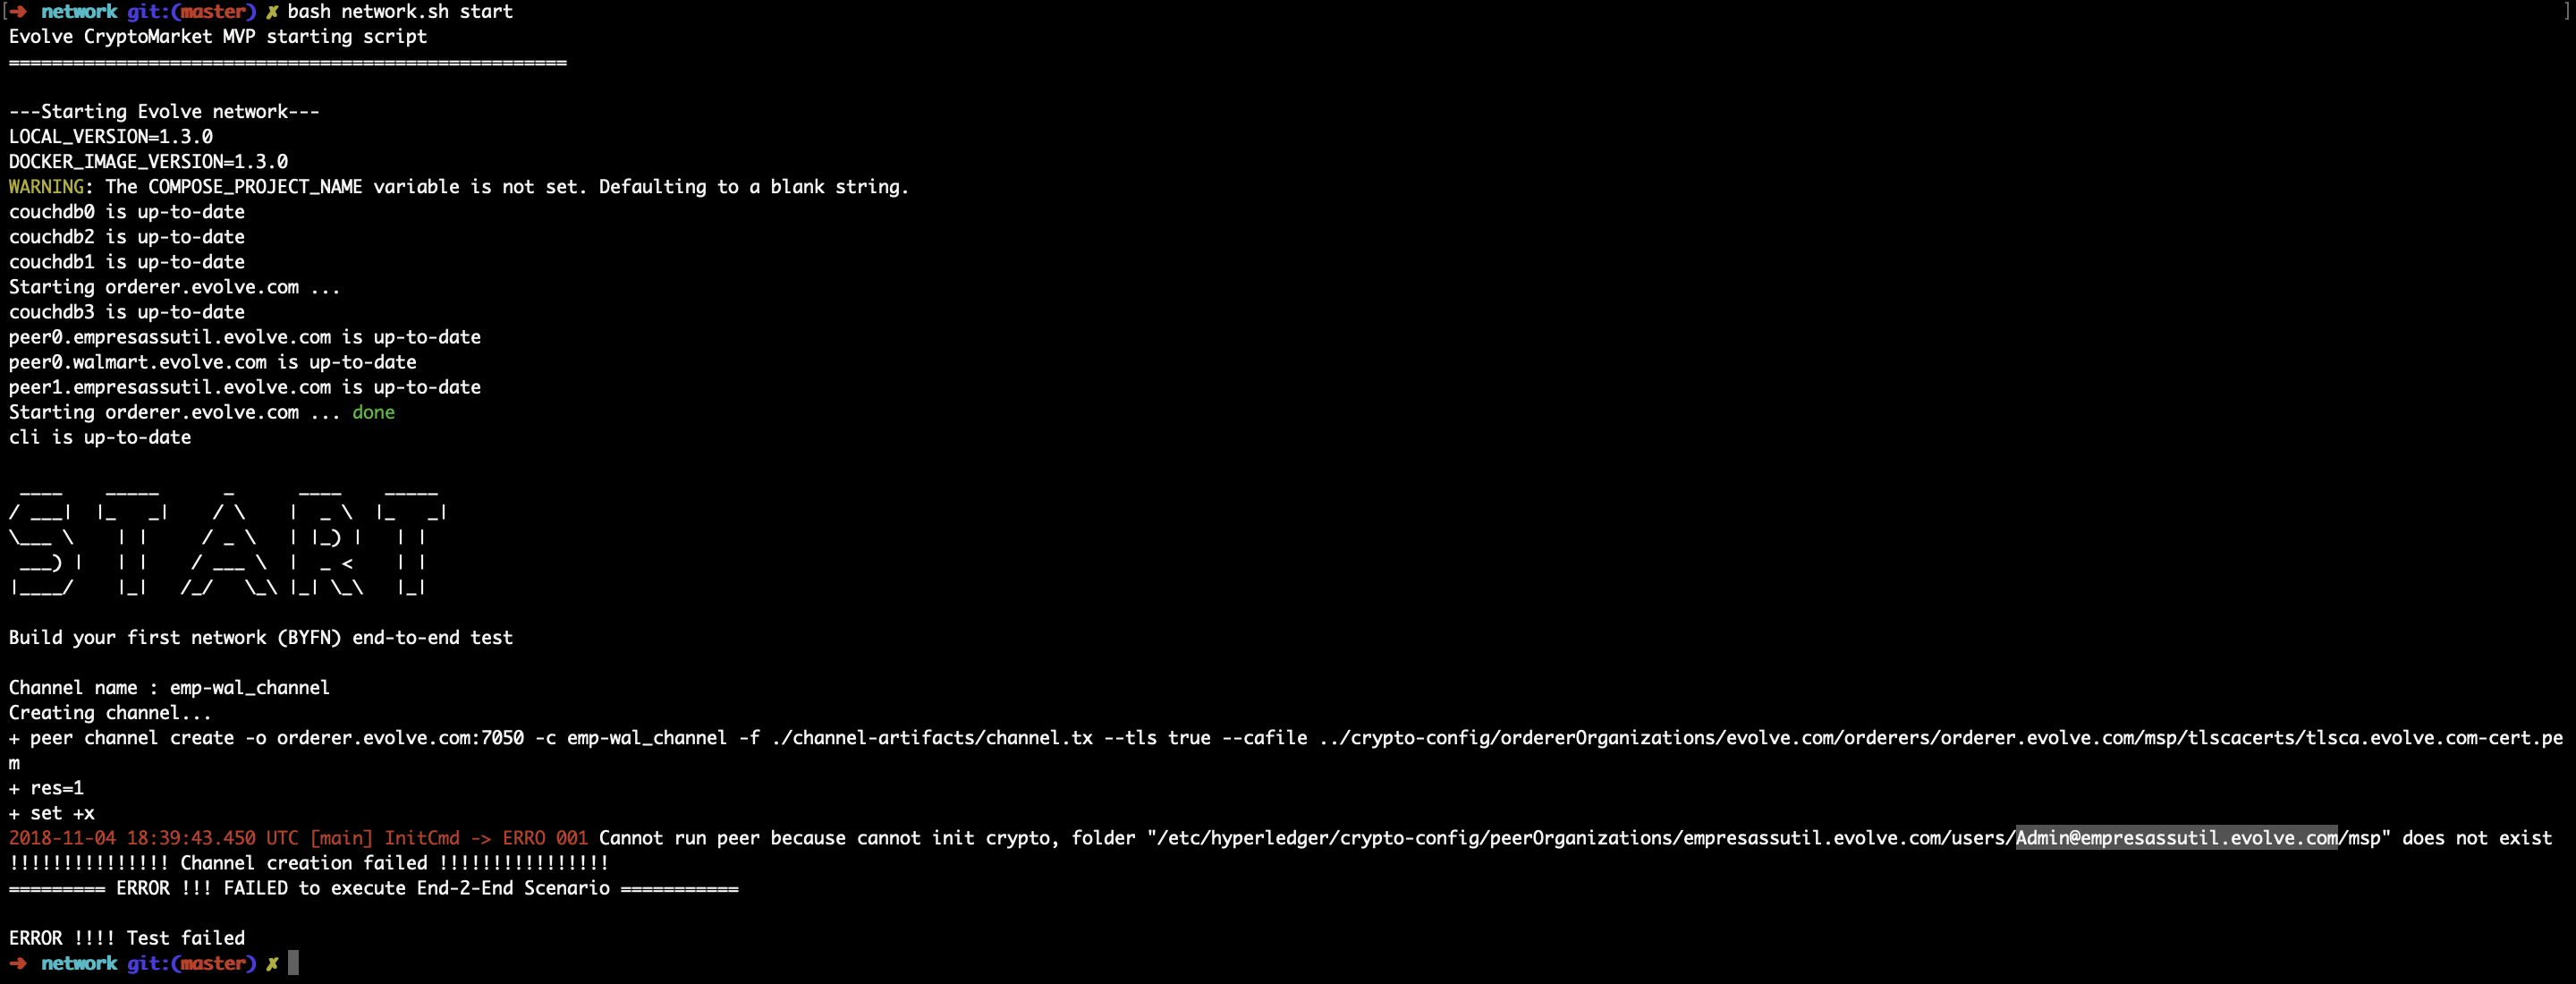 [➜  network git:(master) ✗ bash network.sh start ]
Evolve CryptoMarket MVP starting script
====================================================

---Starting Evolve network---
LOCAL_VERSION=1.3.0
DOCKER_IMAGE_VERSION=1.3.0
WARNING: The COMPOSE_PROJECT_NAME variable is not set. Defaulting to a blank string.
couchdb0 is up-to-date
couchdb2 is up-to-date
couchdb1 is up-to-date
Starting orderer.evolve.com ...
couchdb3 is up-to-date
peer0.empresassutil.evolve.com is up-to-date
peer0.walmart.evolve.com is up-to-date
peer1.empresassutil.evolve.com is up-to-date
Starting orderer.evolve.com ... done
cli is up-to-date

 ____    _____      _      ____    _____
/ ___|  |_   _|    / \    |  _ \  |_   _|
\___ \    | |     / _ \   | |_) |   | |
 ___) |   | |    / ___ \  |  _ <    | |
|____/    |_|   /_/   \_\ |_| \_\   |_|

Build your first network (BYFN) end-to-end test

Channel name : emp-wal_channel
Creating channel...
+ peer channel create -o orderer.evolve.com:7050 -c emp-wal_channel -f ./channel-artifacts/channel.tx --tls true --cafile ../crypto-config/ordererOrganizations/evolve.com/orderers/orderer.evolve.com/msp/tlscacerts/tlsca.evolve.com-cert.pe
m
+ res=1
+ set +x
2018-11-04 18:39:43.450 UTC [main] InitCmd -> ERRO 001 Cannot run peer because cannot init crypto, folder "/etc/hyperledger/crypto-config/peerOrganizations/empresassutil.evolve.com/users/Admin@empresassutil.evolve.com/msp" does not exist
!!!!!!!!!!!!!!! Channel creation failed !!!!!!!!!!!!!!!!
========= ERROR !!! FAILED to execute End-2-End Scenario ===========

ERROR !!!! Test failed
➜  network git:(master) ✗